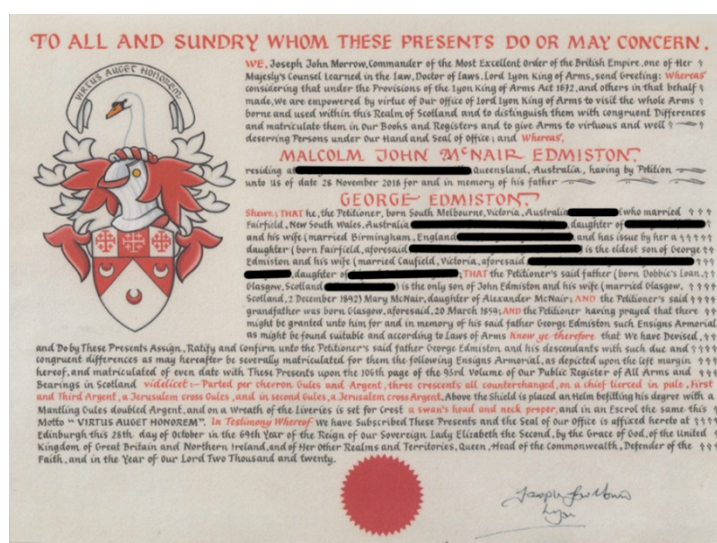 TO ALL AND SUNDRY WHOM THESE PRESENTS DO OR MAY CONCERN.
VIRTUS AUGET HONOREM
WE, Joseph John Morrow, Commander of the Most Excellent Order of the British Empire, one of Her
Majesty's Counsel Learned in the Law, Doctor of Laws, Lord Lyon King of Arms, send Greeting: Whereas
considering that under the Provisions of the Lyon King of Arms Act 1672, and others in that behalf
made, we are empowered by virtue of Our Office of Lord Lyon King of Arms to visit the whole Arms
borne and used within this Realm of Scotland and to distinguish them with congruent Differences
and matriculate them in Our Books and Registers and to give Arms to virtuous and well
deserving Persons under Our Hand and Seal of Office; and Whereas,
MALCOLM JOHN McNAIR EDMISTON,
residing at Queensland, Australia, having by Petition
unto Us of date 26 November 2018 for and in memory of his father
GEORGE EDMISTON,
Shewn; THAT he, the Petitioner, born South Melbourne, Victoria, Australia (who married
Fairfield, New South Wales, Australia daughter of
and his wife (married Birmingham, England and has issue by her a
daughter (born Fairfield, aforesaid is the eldest son of George
Edmiston and his wife (married Caufield, Victoria, aforesaid
, daughter of ; THAT the Petitioner's said father (born Dobbie's Loan,
Glasgow, Scotland ) is the only son of John Edmiston and his wife (married Glasgow,
Scotland, 2 December 1892) Mary McNair, daughter of Alexander McNair; AND the Petitioner's said
grandfather was born Glasgow, aforesaid, 20 March 1859; AND the Petitioner having prayed that there
might be granted unto him for and in memory of his said father George Edmiston such Ensigns Armorial
as might be found suitable and according to Laws of Arms Know ye therefore that We have Devised,
and Do by These Presents Assign, Ratify and Confirm unto the Petitioner's said father George Edmiston and his descendants with such due and
congruent differences as may hereafter be severally matriculated for them the following Ensigns Armorial, as depicted upon the left margin
hereof, and matriculated of even date with These Presents upon the 106th page of the 93rd Volume of Our Public Register of All Arms and
Bearings in Scotland videlicet:– Parted per cherron Gules and Argent, three crescents all counterchanged, on a chief tierced in pale, First
and Third Argent, a Jerusalem cross Gules, and in second Gules, a Jerusalem cross Argent. Above the Shield is placed an Helm befitting his degree with a
Mantling Gules doubled Argent, and on a Wreath of the Liveries is set for Crest a swan's head and neck proper, and in an Escrol the same this
Motto "VIRTUS AUGET HONOREM". In Testimony Whereof We have Subscribed These Presents and the Seal of Our Office is affixed hereto at
Edinburgh this 28th day of October in the 69th Year of the Reign of our Sovereign Lady Elizabeth the Second, by the Grace of God, of the United
Kingdom of Great Britain and Northern Ireland, and of Her Other Realms and Territories, Queen, Head of the Commonwealth, Defender of the
Faith, and in the Year of Our Lord Two Thousand and twenty.
Lyon